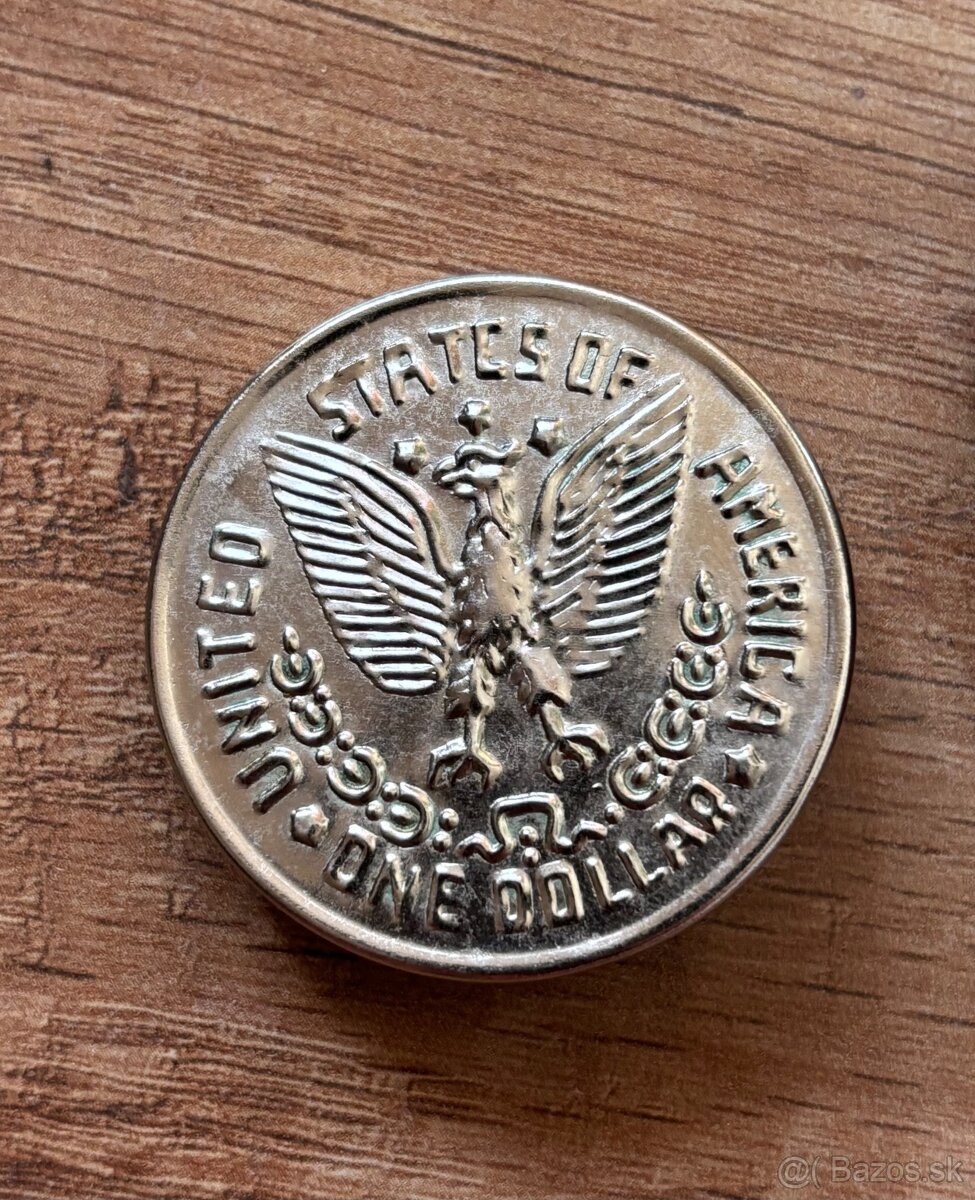 UNITED STATES OF AMERICA
ONE DOLLAR
@( Bazos.sk